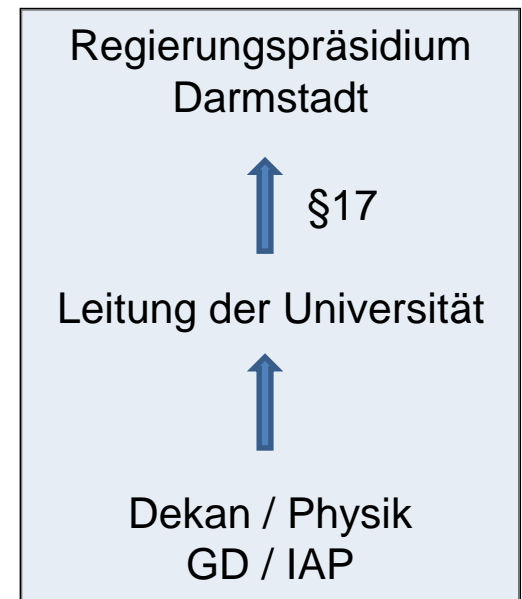 Regierungspräsidium
Darmstadt
§17
Leitung der Universität
Dekan / Physik
GD / IAP